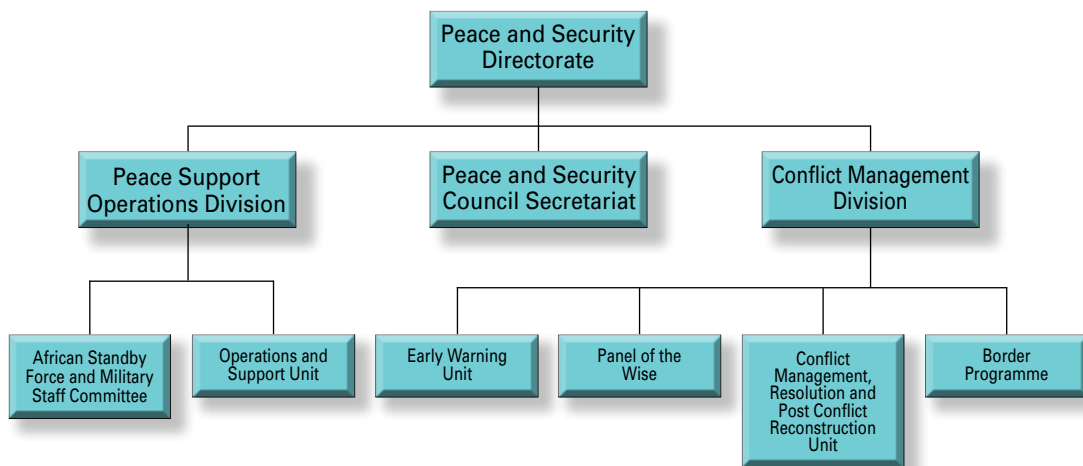 Peace and Security
Directorate
Peace Support
Operations Division
Peace and Security
Council Secretariat
Conflict Management
Division
African Standby
Force and Military
Staff Committee
Operations and
Support Unit
Early Warning
Unit
Panel of the
Wise
Conflict
Management,
Resolution and
Post Conflict
Reconstruction
Unit
Border
Programme